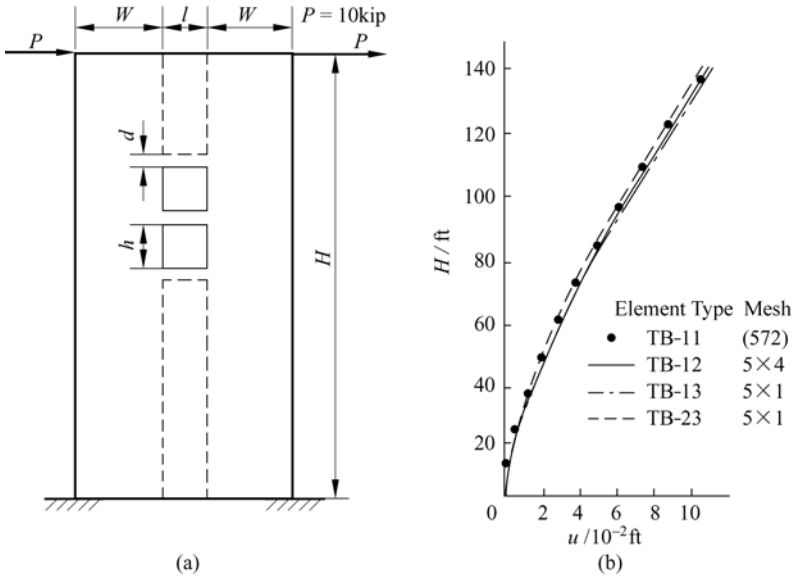 W l W P = 10kip
P P
d
h
H
(a)
140
120
100
80
60
40
20
0 2 4 6 8 10
H / ft
u /10⁻² ft
Element Type Mesh
TB-11 (572)
TB-12 5×4
TB-13 5×1
TB-23 5×1
(b)